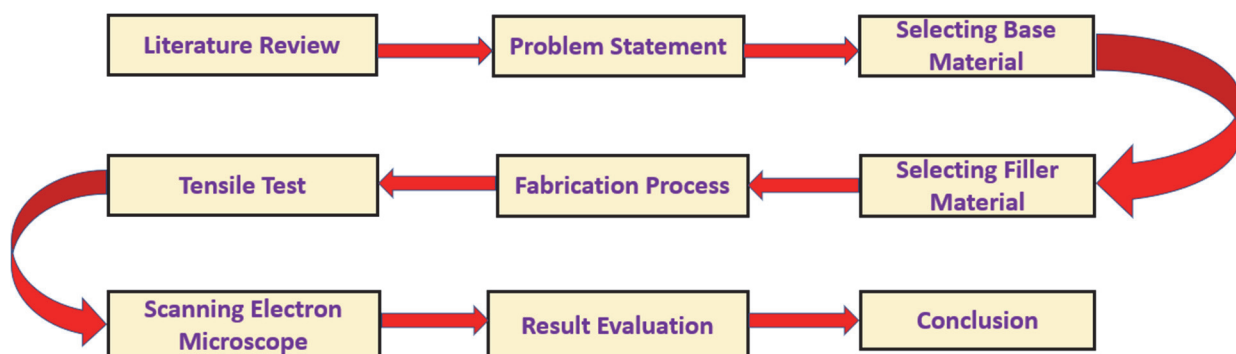 Literature Review
Problem Statement
Selecting Base
Material
Selecting Filler
Material
Fabrication Process
Tensile Test
Scanning Electron
Microscope
Result Evaluation
Conclusion